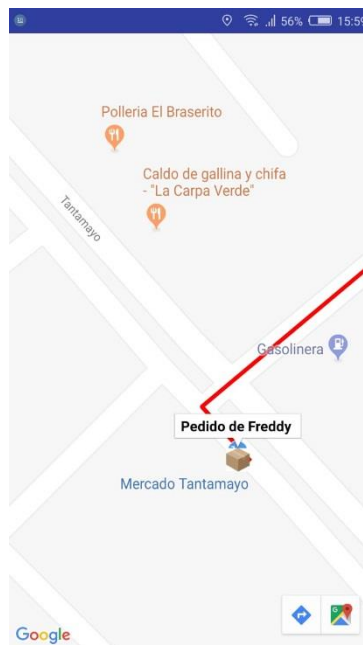 56% 15:59
Polleria El Braserito
Caldo de gallina y chifa
- "La Carpa Verde"
Tantamayo
Gasolinera
Pedido de Freddy
Mercado Tantamayo
Google